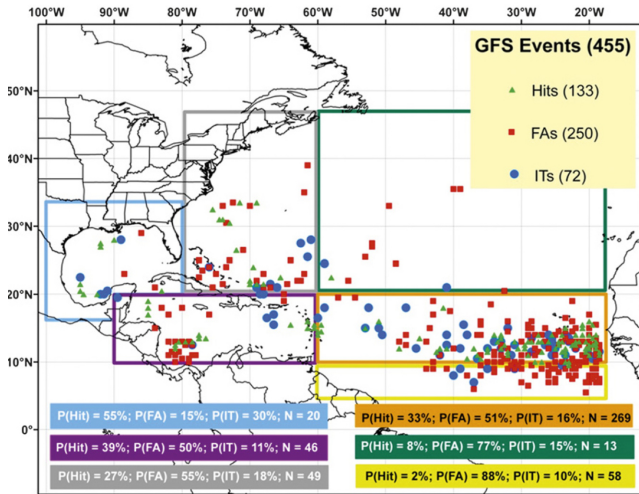 100°W 90°W 80°W 70°W 60°W 50°W 40°W 30°W 20°W
GFS Events (455)
Hits (133)
FAs (250)
ITs (72)
50°N
40°N
30°N
20°N
10°N
0°
P(Hit) = 55%; P(FA) = 15%; P(IT) = 30%; N = 20
P(Hit) = 33%; P(FA) = 51%; P(IT) = 16%; N = 269
P(Hit) = 39%; P(FA) = 50%; P(IT) = 11%; N = 46
P(Hit) = 8%; P(FA) = 77%; P(IT) = 15%; N = 13
P(Hit) = 27%; P(FA) = 55%; P(IT) = 18%; N = 49
P(Hit) = 2%; P(FA) = 88%; P(IT) = 10%; N = 58